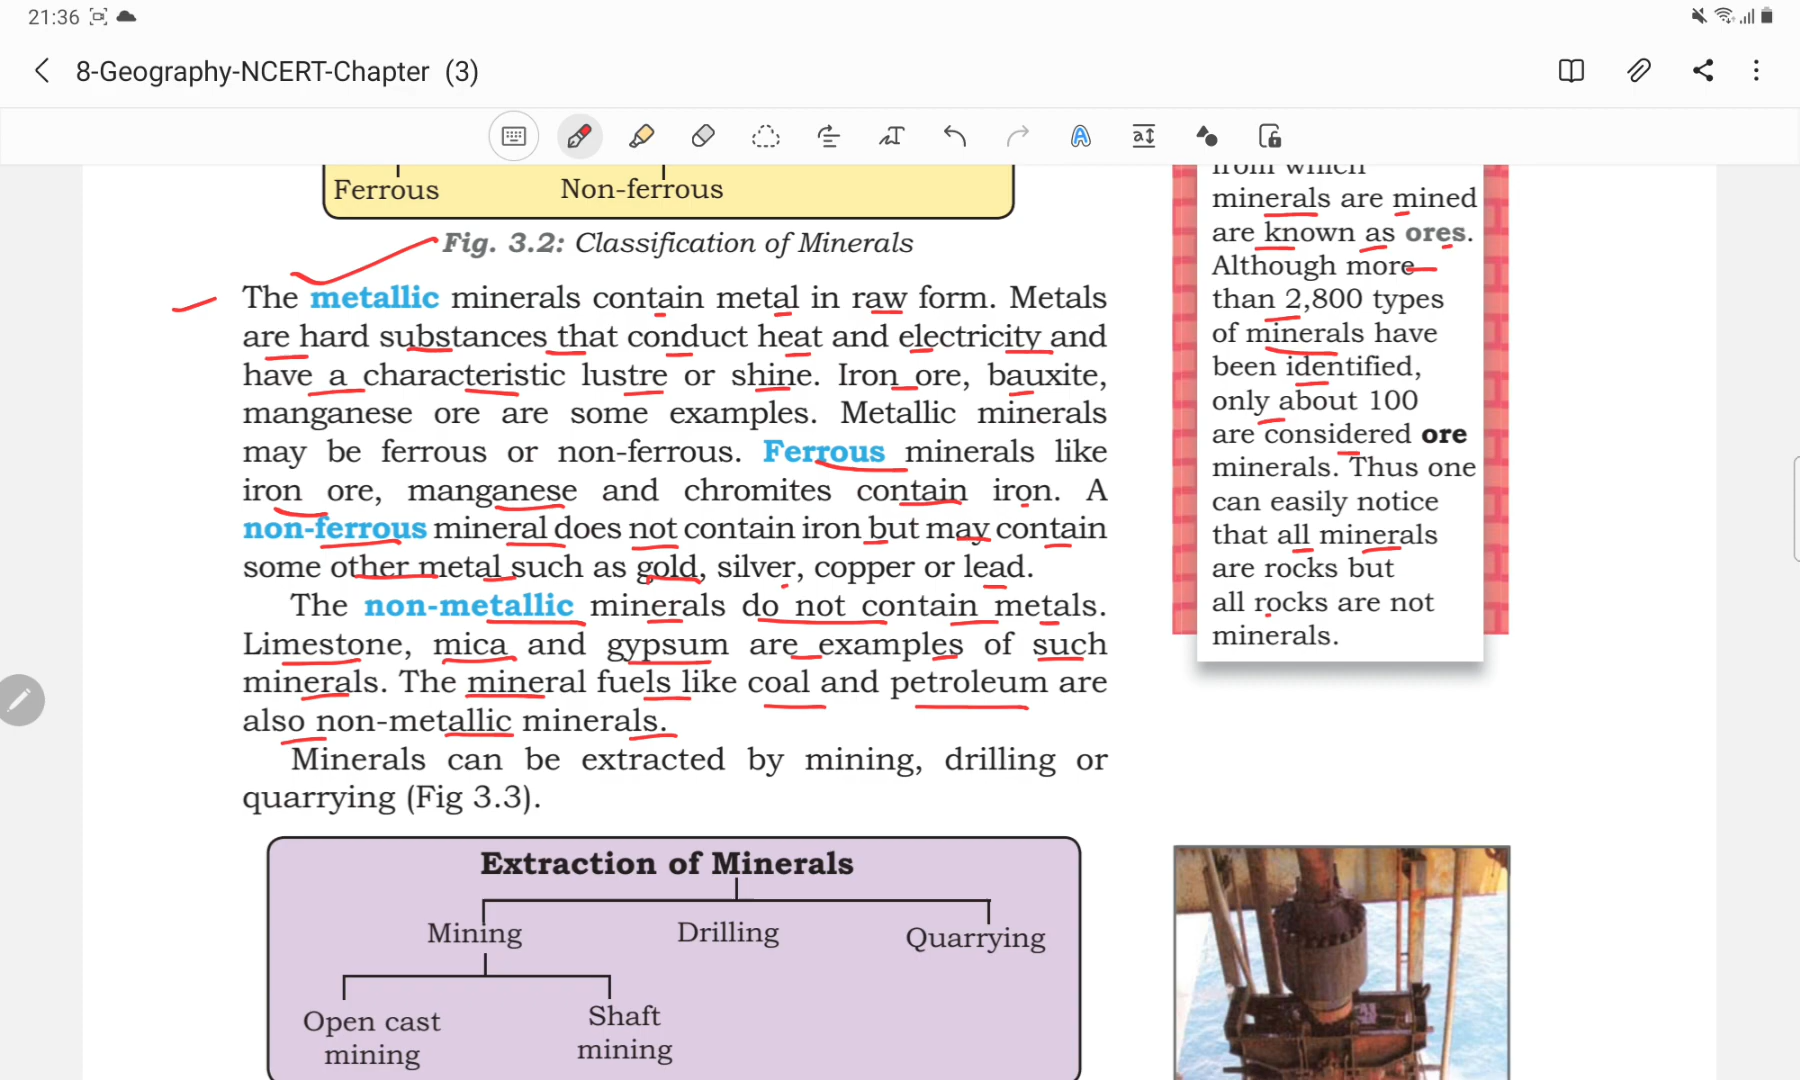 21:36
8-Geography-NCERT-Chapter (3)
Ferrous Non-ferrous
Fig. 3.2: Classification of Minerals
The metallic minerals contain metal in raw form. Metals
are hard substances that conduct heat and electricity and
have a characteristic lustre or shine. Iron ore, bauxite,
manganese ore are some examples. Metallic minerals
may be ferrous or non-ferrous. Ferrous minerals like
iron ore, manganese and chromites contain iron. A
non-ferrous mineral does not contain iron but may contain
some other metal such as gold, silver, copper or lead.
The non-metallic minerals do not contain metals.
Limestone, mica and gypsum are examples of such
minerals. The mineral fuels like coal and petroleum are
also non-metallic minerals.
Minerals can be extracted by mining, drilling or
quarrying (Fig 3.3).
Extraction of Minerals
Mining Drilling Quarrying
Open cast
mining
Shaft
mining
from which
minerals are mined
are known as ores.
Although more
than 2,800 types
of minerals have
been identified,
only about 100
are considered ore
minerals. Thus one
can easily notice
that all minerals
are rocks but
all rocks are not
minerals.